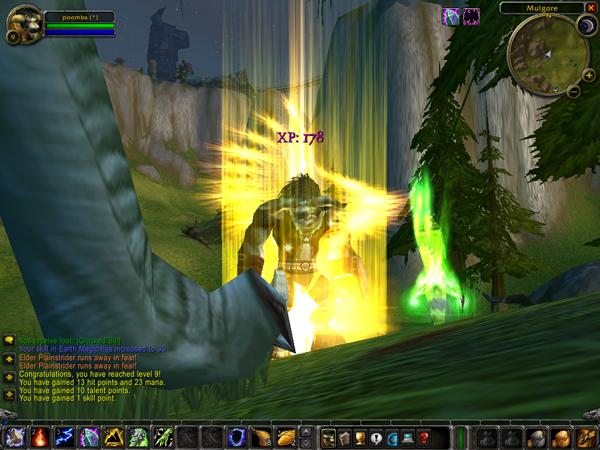 poomba (*)
Mulgore
N
XP: 178
You receive loot: [Cracked Bill]
Your skill in Earth Magic has increased to 35
Elder Plainstrider runs away in fear!
Elder Plainstrider runs away in fear!
Congratulations, you have reached level 9!
You have gained 13 hit points and 23 mana.
You have gained 10 talent points.
You have gained 1 skill point.